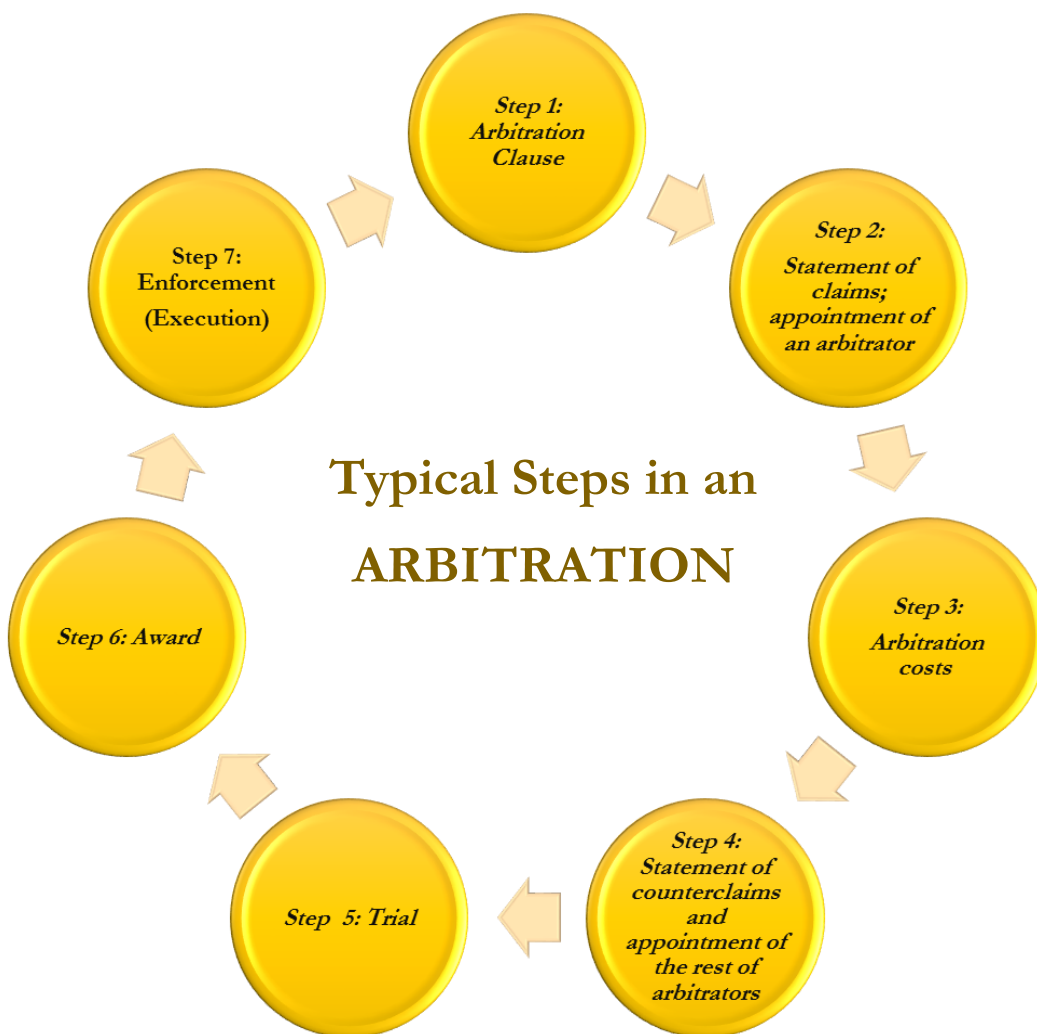 Step 1:
Arbitration
Clause
Step 2:
Statement of
claims;
appointment of
an arbitrator
Step 3:
Arbitration
costs
Step 4:
Statement of
counterclaims
and
appointment of
the rest of
arbitrators
Step 5: Trial
Step 6: Award
Step 7:
Enforcement
(Execution)
Typical Steps in an
ARBITRATION